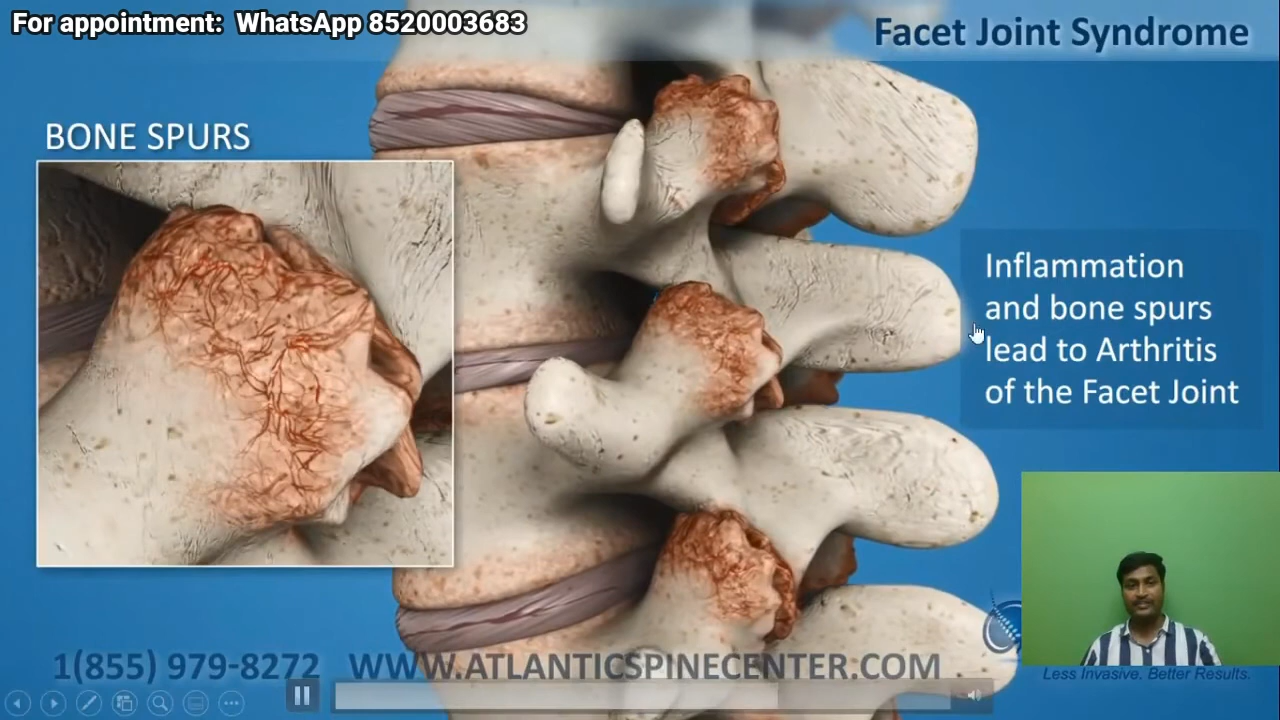 For appointment:  WhatsApp 8520003683
Facet Joint Syndrome
BONE SPURS
Inflammation
and bone spurs
lead to Arthritis
of the Facet Joint
1(855) 979-8272   WWW.ATLANTICSPINECENTER.COM
Less Invasive. Better Results.